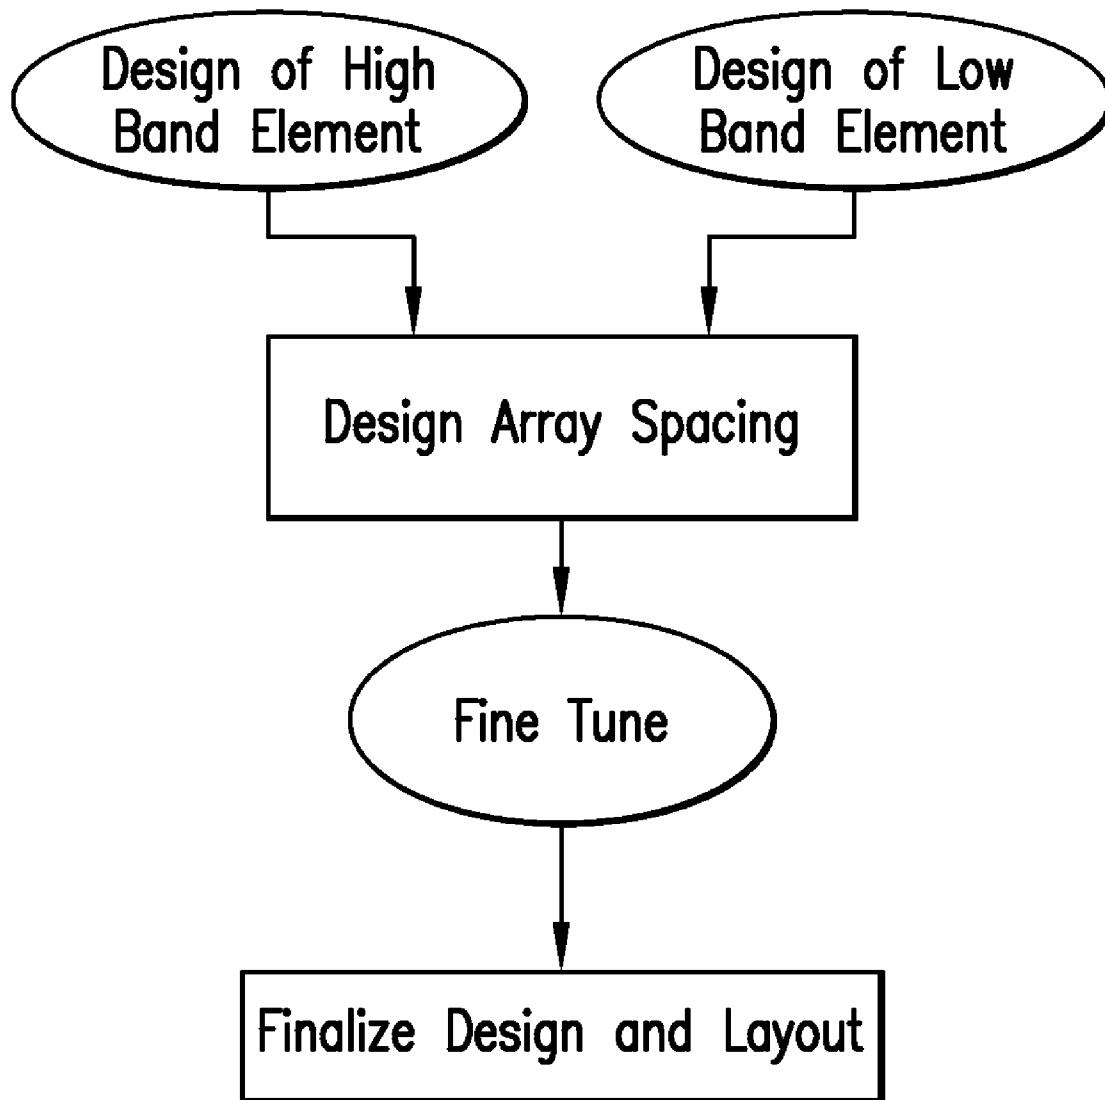 Design of High
Band Element
Design of Low
Band Element
Design Array Spacing
Fine Tune
Finalize Design and Layout